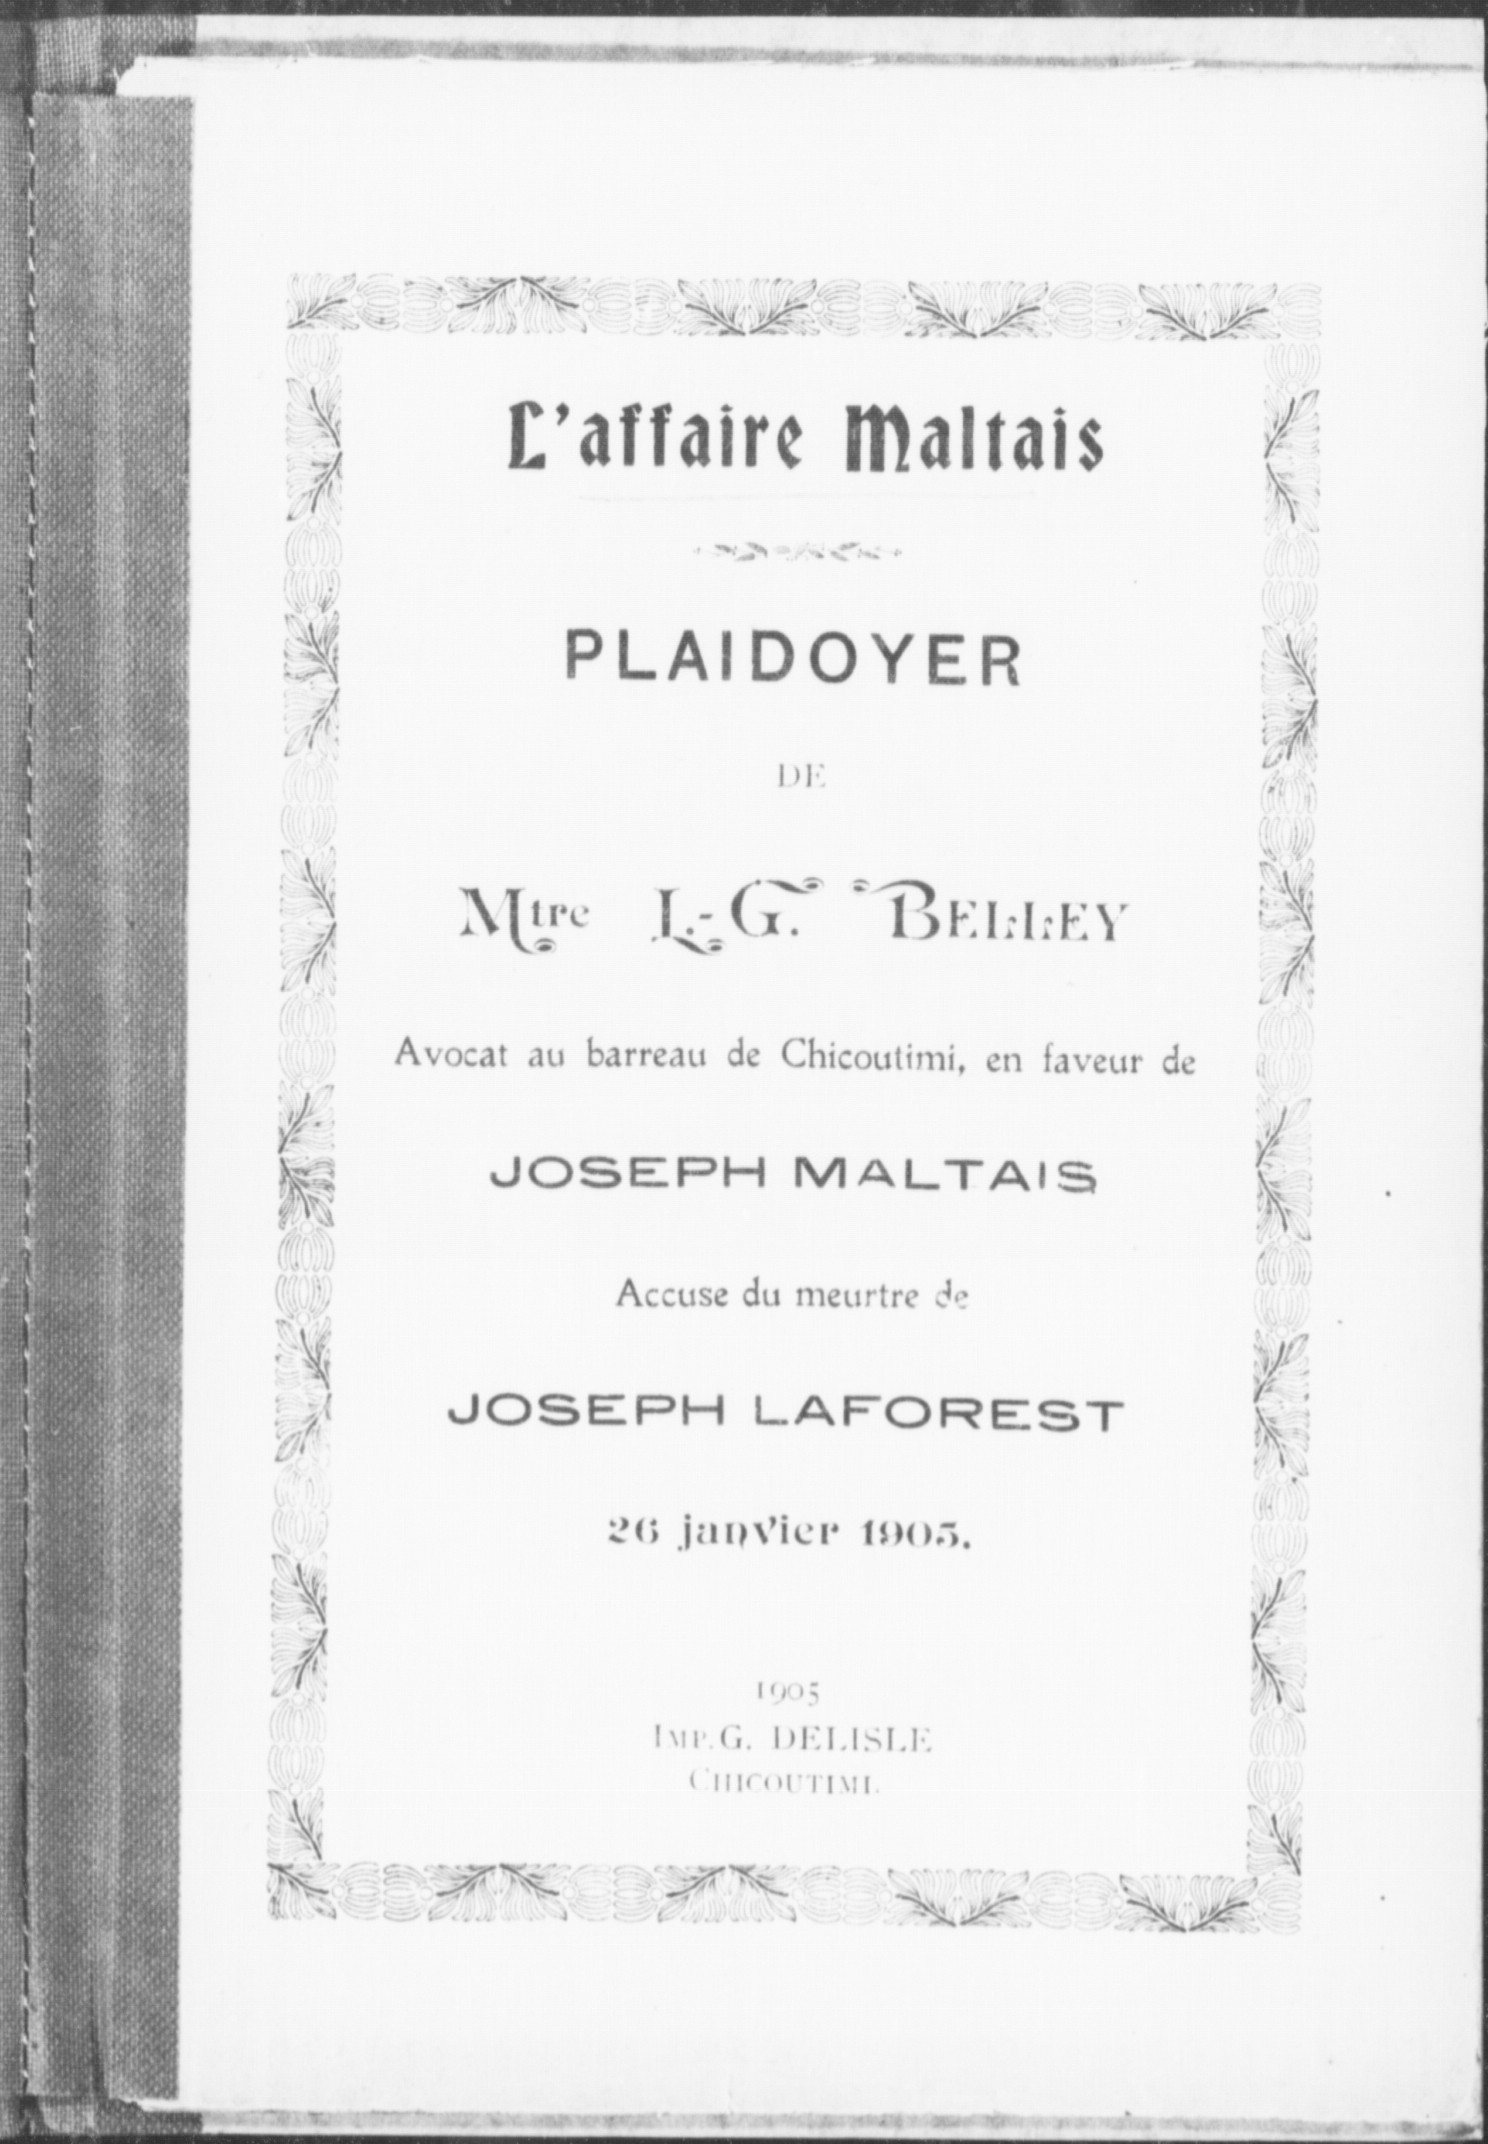 L'affaire Maltais
PLAIDOYER
DE
Mtre L.-G. BELLEY
Avocat au barreau de Chicoutimi, en faveur de
JOSEPH MALTAIS
Accuse du meurtre de
JOSEPH LAFOREST
26 janvier 1905.
1905
IMP. G. DELISLE
CHICOUTIMI.